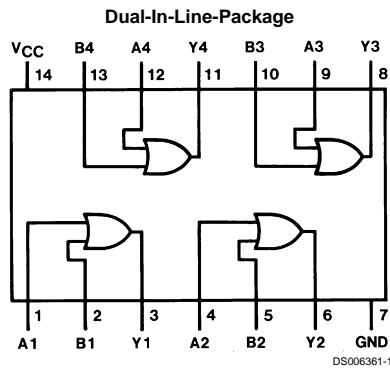 Dual-In-Line-Package
VCC B4 A4 Y4 B3 A3 Y3
14 13 12 11 10 9 8
1 2 3 4 5 6 7
A1 B1 Y1 A2 B2 Y2 GND
DS006361-1